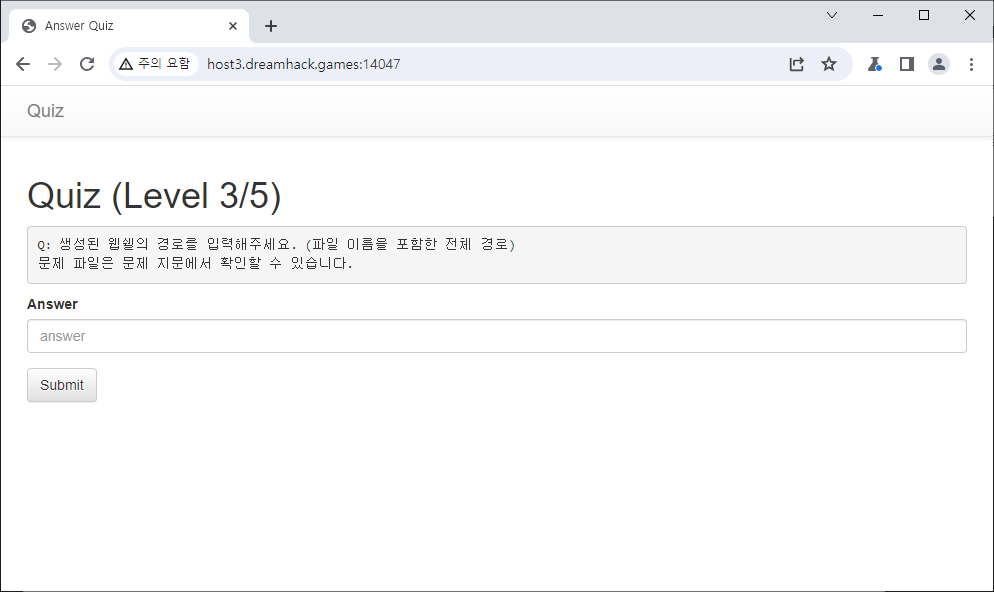 Answer Quiz
주의 요함
host3.dreamhack.games:14047
Quiz
Quiz (Level 3/5)
Q: 생성된 웹쉘의 경로를 입력해주세요. (파일 이름을 포함한 전체 경로)
문제 파일은 문제 지문에서 확인할 수 있습니다.
Answer
answer
Submit